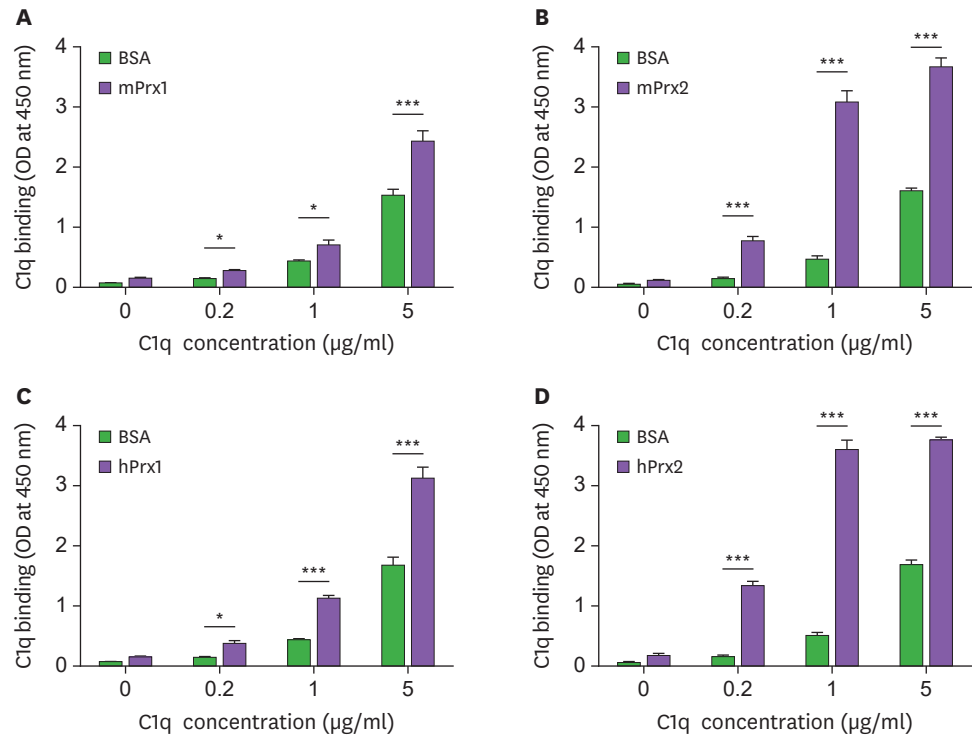 A
C1q binding (OD at 450 nm)
4
3
2
1
0
BSA
mPrx1
*
*
***
0 0.2 1 5
C1q concentration (µg/ml)
B
C1q binding (OD at 450 nm)
4
3
2
1
0
BSA
mPrx2
***
***
***
0 0.2 1 5
C1q concentration (µg/ml)
C
C1q binding (OD at 450 nm)
4
3
2
1
0
BSA
hPrx1
*
***
***
0 0.2 1 5
C1q concentration (µg/ml)
D
C1q binding (OD at 450 nm)
4
3
2
1
0
BSA
hPrx2
***
***
***
0 0.2 1 5
C1q concentration (µg/ml)